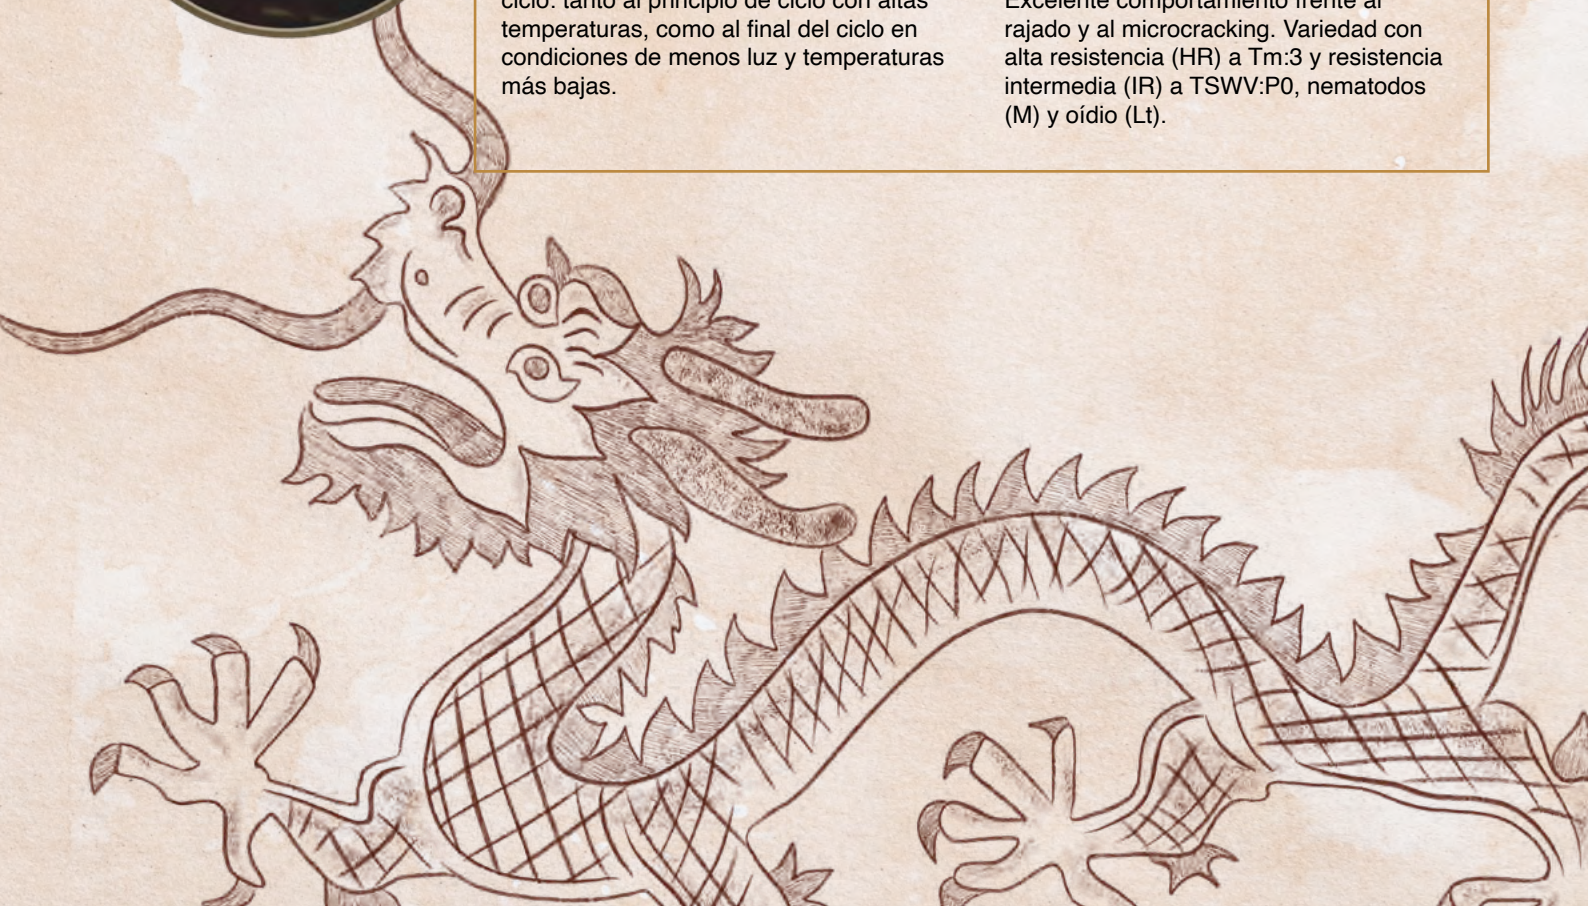 ciclo: tanto al principio de ciclo con altas
temperaturas, como al final del ciclo en
condiciones de menos luz y temperaturas
más bajas.
Excelente comportamiento frente al
rajado y al microcracking. Variedad con
alta resistencia (HR) a Tm:3 y resistencia
intermedia (IR) a TSWV:P0, nematodos
(M) y oídio (Lt).